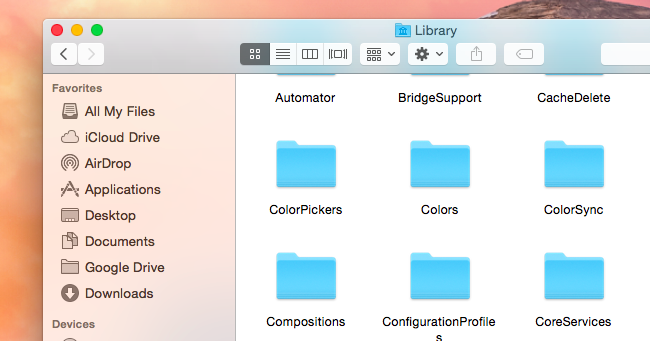 Library
Favorites
All My Files
iCloud Drive
AirDrop
Applications
Desktop
Documents
Google Drive
Downloads
Devices
Automator
BridgeSupport
CacheDelete
ColorPickers
Colors
ColorSync
Compositions
ConfigurationProfile
s
CoreServices